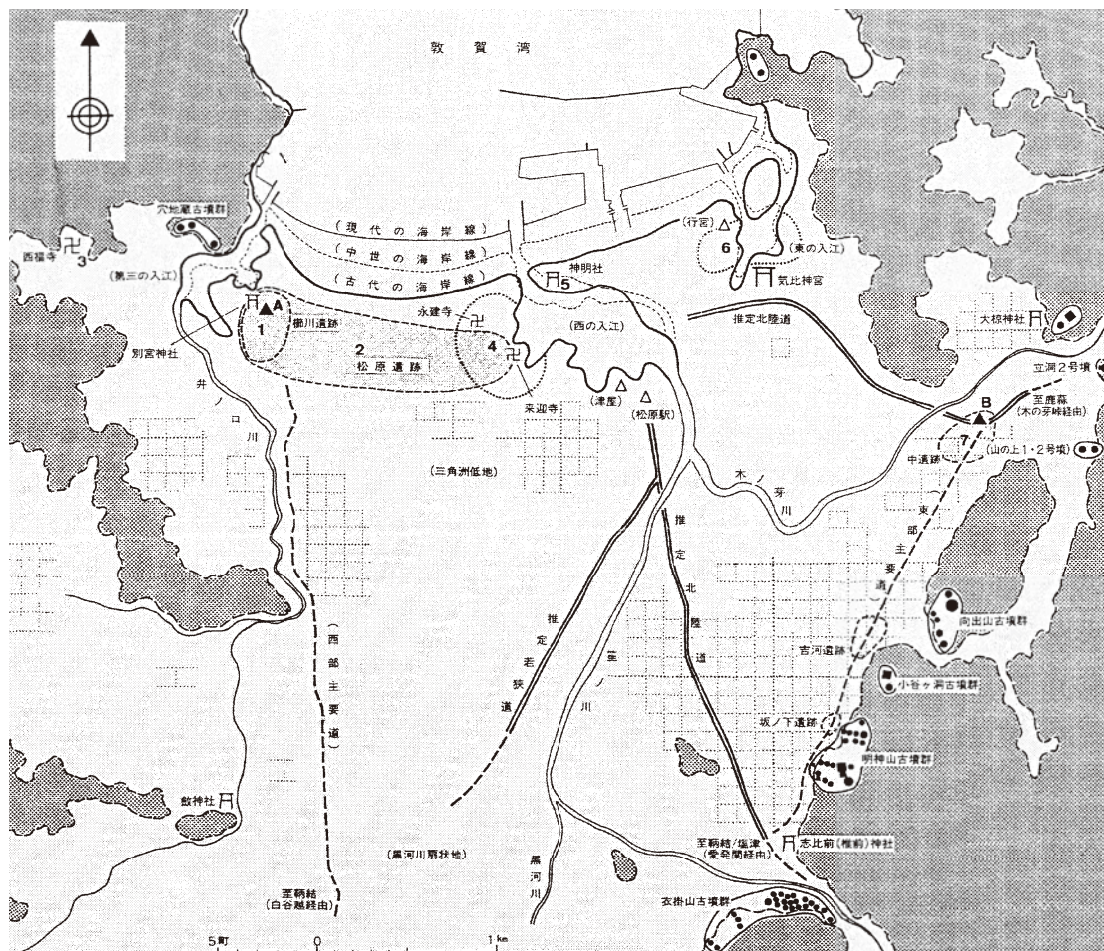 敦賀湾
穴地蔵古墳群
西福寺
3
(第三の入江)
(現代の海岸線)
(中世の海岸線)
(古代の海岸線)
(行宮)
6
(東の入江)
神明社
5
気比神宮
A
1
櫛川遺跡
別宮神社
永建寺
(西の入江)
推定北陸道
大椋神社
2
松原遺跡
4
来迎寺
(津屋)
(松原駅)
立洞2号墳
B
至鹿蒜
(木の芽峠経由)
7
中遺跡
(山の上1・2号墳)
井ノ口川
(三角洲低地)
木ノ芽川
東部主要道
推定北陸道
推定若狭道
笙ノ川
(西部主要道)
向出山古墳群
吉河遺跡
小谷ヶ洞古墳群
坂ノ下遺跡
明神山古墳群
劔神社
(黒河川扇状地)
黒河川
至鞆結/塩津
(愛発関経由)
志比前(椎前)神社
至鞆結
(白谷越経由)
衣掛山古墳群
5町 0 1km